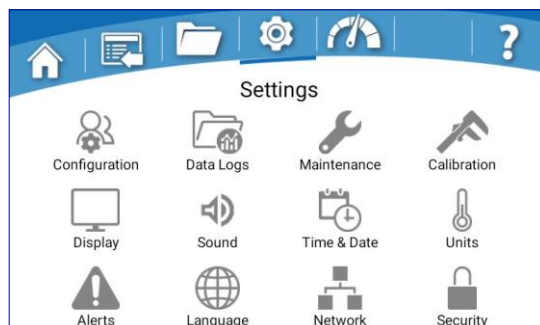 ?
Settings
Configuration Data Logs Maintenance Calibration
Display Sound Time & Date Units
Alerts Language Network Security